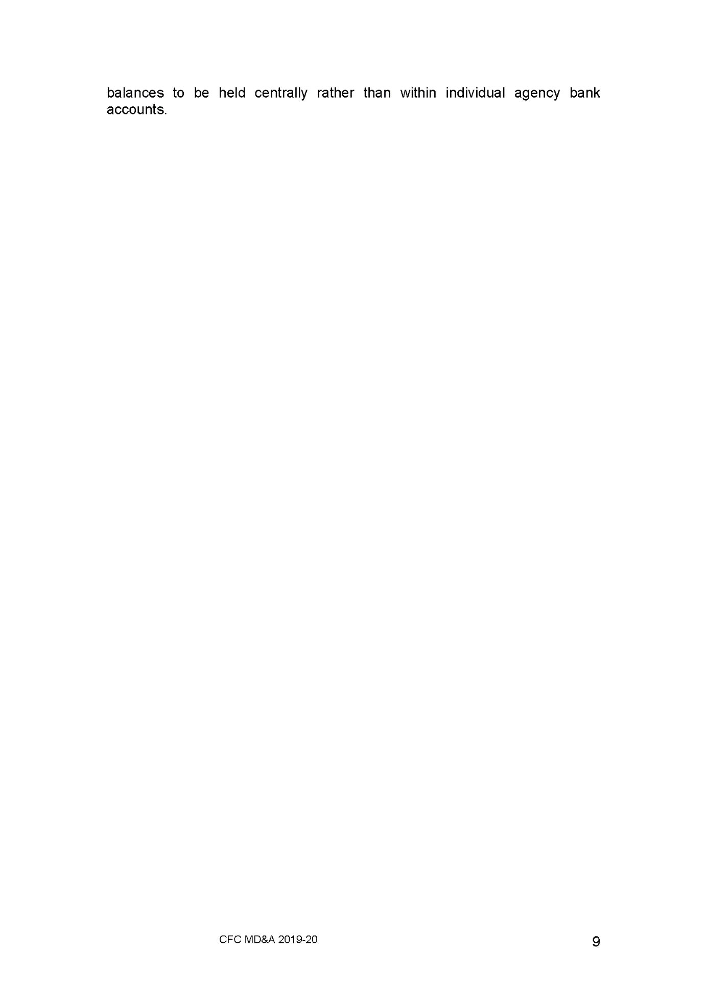 balances to be held centrally rather than within individual agency bank
accounts.
CFC MD&A 2019-20
9